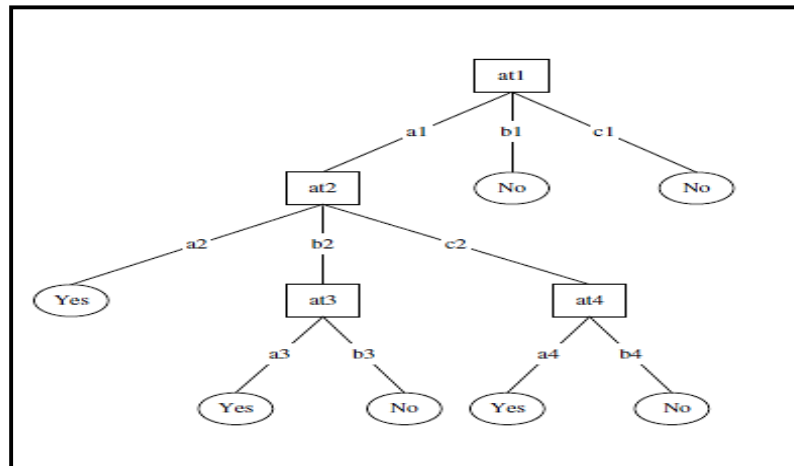 at1
a1 b1 c1
at2 No No
a2 b2 c2
Yes at3 at4
a3 b3 a4 b4
Yes No Yes No